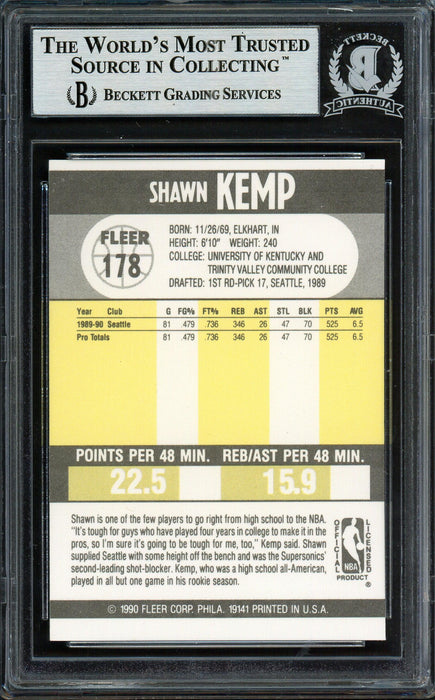 THE WORLD'S MOST TRUSTED
SOURCE IN COLLECTING™
B BECKETT GRADING SERVICES
BECKETT
AUTHENTIC
SHAWN KEMP
FLEER
178
BORN: 11/26/69, ELKHART, IN
HEIGHT: 6'10" WEIGHT: 240
COLLEGE: UNIVERSITY OF KENTUCKY AND
TRINITY VALLEY COMMUNITY COLLEGE
DRAFTED: 1ST RD-PICK 17, SEATTLE, 1989
Year Club G FG% FT% REB AST STL BLK PTS AVG
1989-90 Seattle 81 .479 .736 346 26 47 70 525 6.5
Pro Totals 81 .479 .736 346 26 47 70 525 6.5
POINTS PER 48 MIN. REB/AST PER 48 MIN.
22.5 15.9
Shawn is one of the few players to go right from high school to the NBA.
"It's tough for guys who have played four years in college to make it in the
pros, so I'm sure it's going to be tough for me, too," Kemp said. Shawn
supplied Seattle with some height off the bench and was the Supersonics'
second-leading shot-blocker. Kemp, who was a high school all-American,
played in all but one game in his rookie season.
OFFICIAL
LICENSED
NBA
PRODUCT ®
© 1990 FLEER CORP. PHILA. 19141 PRINTED IN U.S.A.